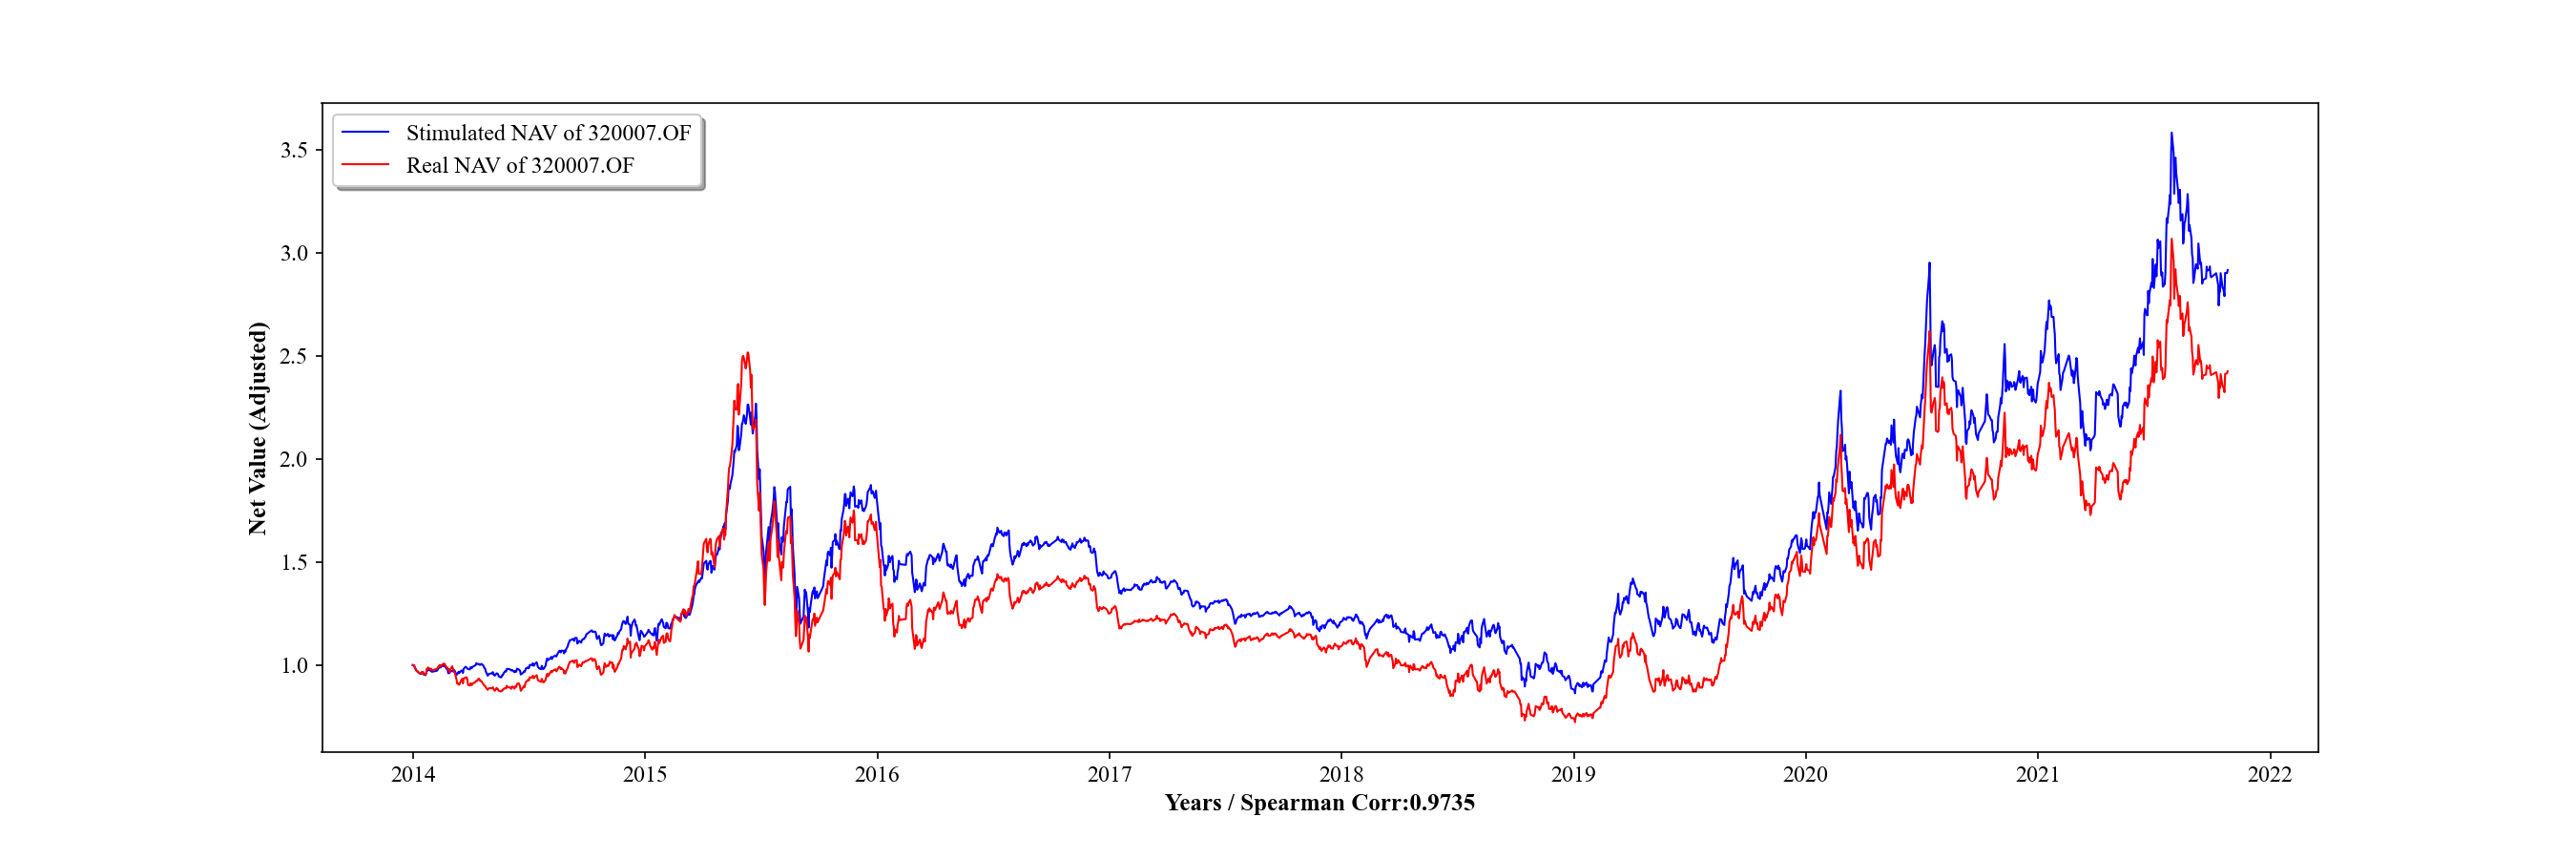 Stimulated NAV of 320007.OF
Real NAV of 320007.OF
3.5
3.0
2.5
2.0
1.5
1.0
Net Value (Adjusted)
2014 2015 2016 2017 2018 2019 2020 2021 2022
Years / Spearman Corr:0.9735